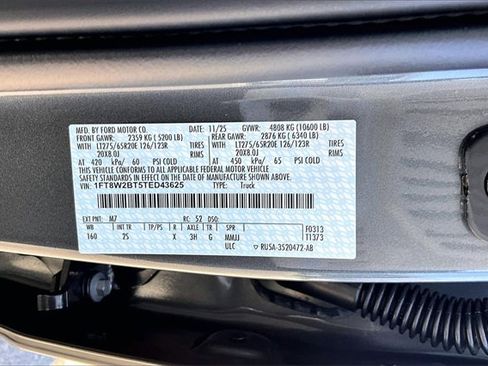 MFD. BY FORD MOTOR CO. 11/25 GVWR: 4808 KG (10600 LB)
FRONT GAWR: 2359 KG (5200 LB) REAR GAWR: 2876 KG (6340 LB)
WITH LT275/65R20E 126/123R TIRES WITH LT275/65R20E 126/123R TIRES
20X8.0J RIMS 20X8.0J RIMS
AT 420 kPa/ 60 PSI COLD AT 450 kPa/ 65 PSI COLD
THIS VEHICLE CONFORMS TO ALL APPLICABLE FEDERAL MOTOR VEHICLE
SAFETY STANDARDS IN EFFECT ON THE DATE OF MANUFACTURE SHOWN ABOVE.
VIN: 1FT8W2BT5TED43625 TYPE: Truck
EXT PNT: M7 RC: 52 DSO:
WB INT TR TP/PS R AXLE TR SPR F0313
160 2S X 3H G MMJJ T1373
ULC RUSA-3520472-AB